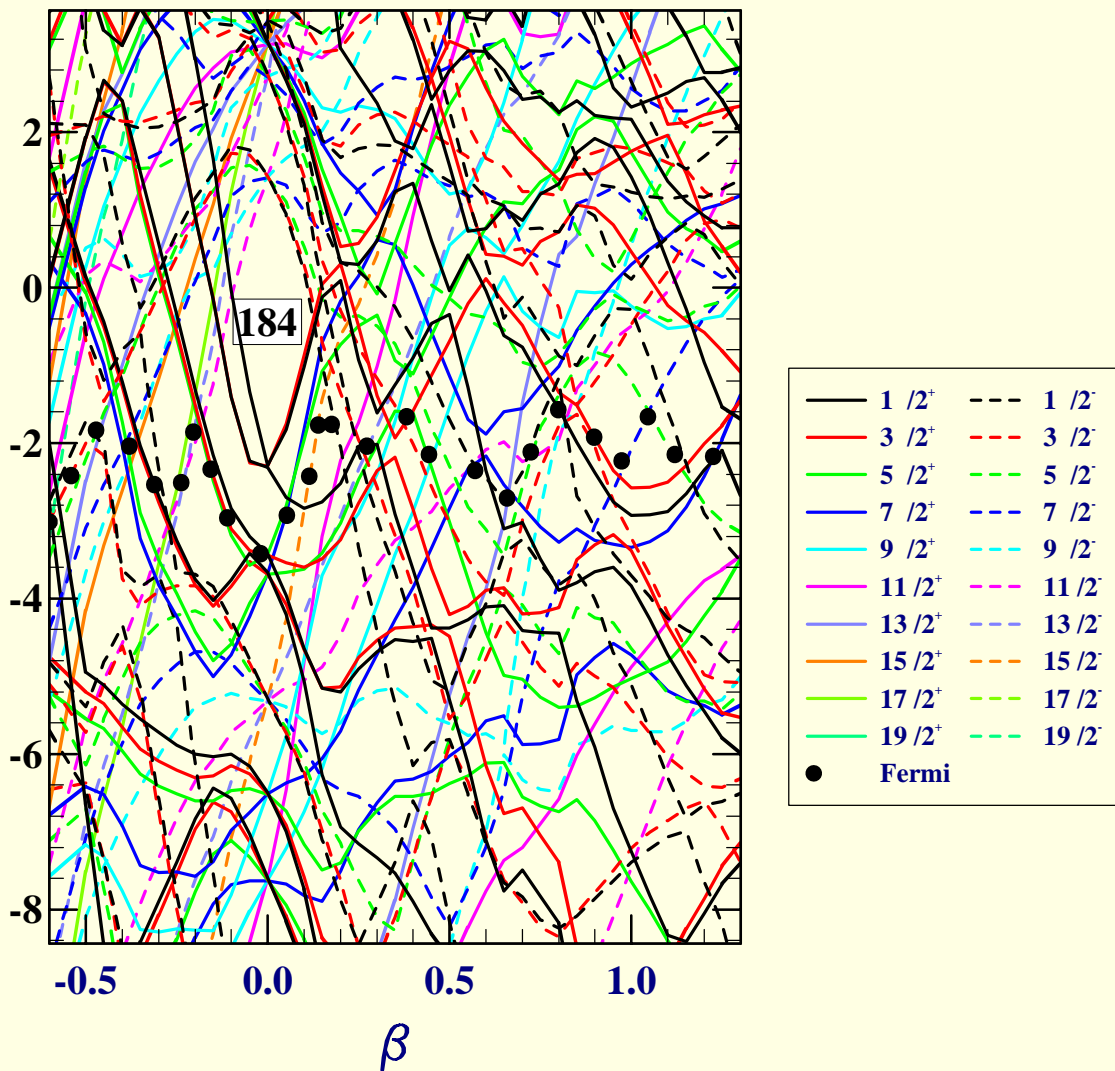 2
0
-2
-4
-6
-8
184
-0.5 0.0 0.5 1.0
β
1 /2+ 1 /2-
3 /2+ 3 /2-
5 /2+ 5 /2-
7 /2+ 7 /2-
9 /2+ 9 /2-
11 /2+ 11 /2-
13 /2+ 13 /2-
15 /2+ 15 /2-
17 /2+ 17 /2-
19 /2+ 19 /2-
Fermi